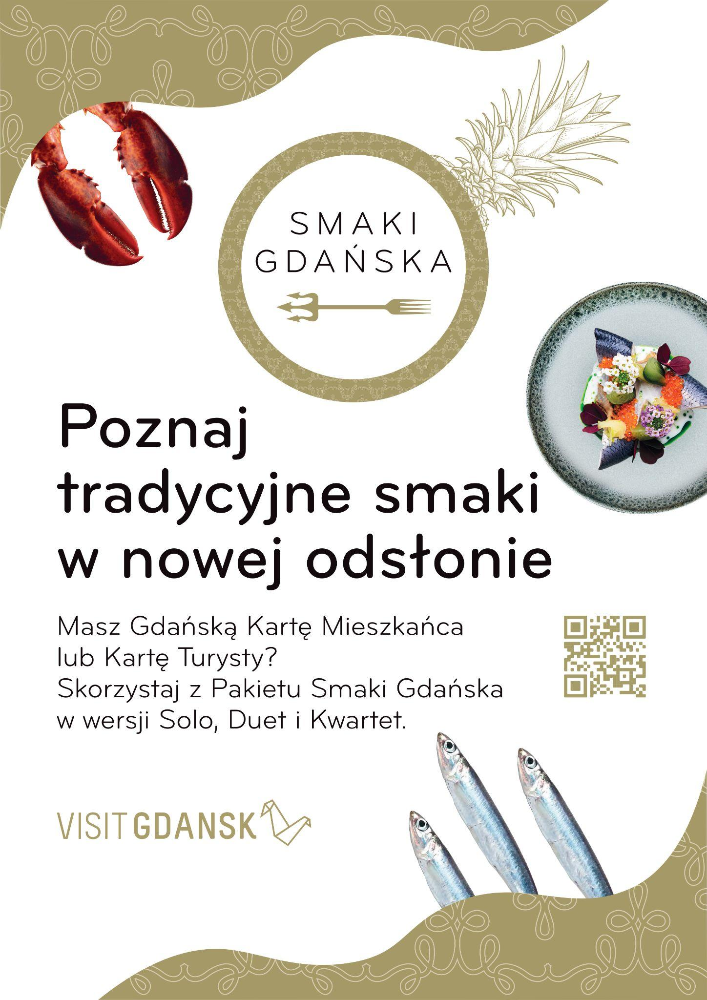 SMAKI
GDAŃSKA
Poznaj
tradycyjne smaki
w nowej odsłonie
Masz Gdańską Kartę Mieszkańca
lub Kartę Turysty?
Skorzystaj z Pakietu Smaki Gdańska
w wersji Solo, Duet i Kwartet.
VISIT GDANSK